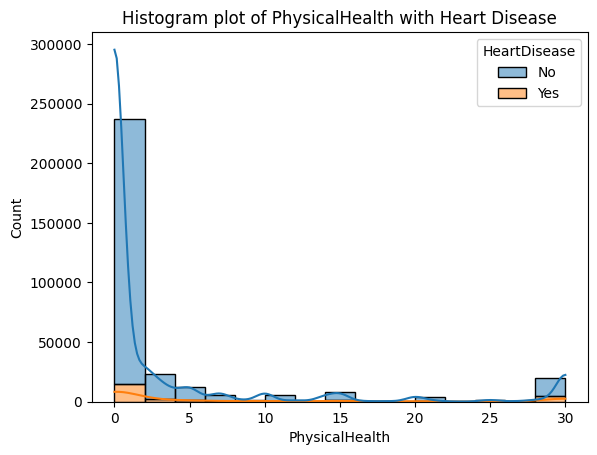 Histogram plot of PhysicalHealth with Heart Disease
HeartDisease
No
Yes
300000
250000
200000
150000
100000
50000
0
Count
0 5 10 15 20 25 30
PhysicalHealth